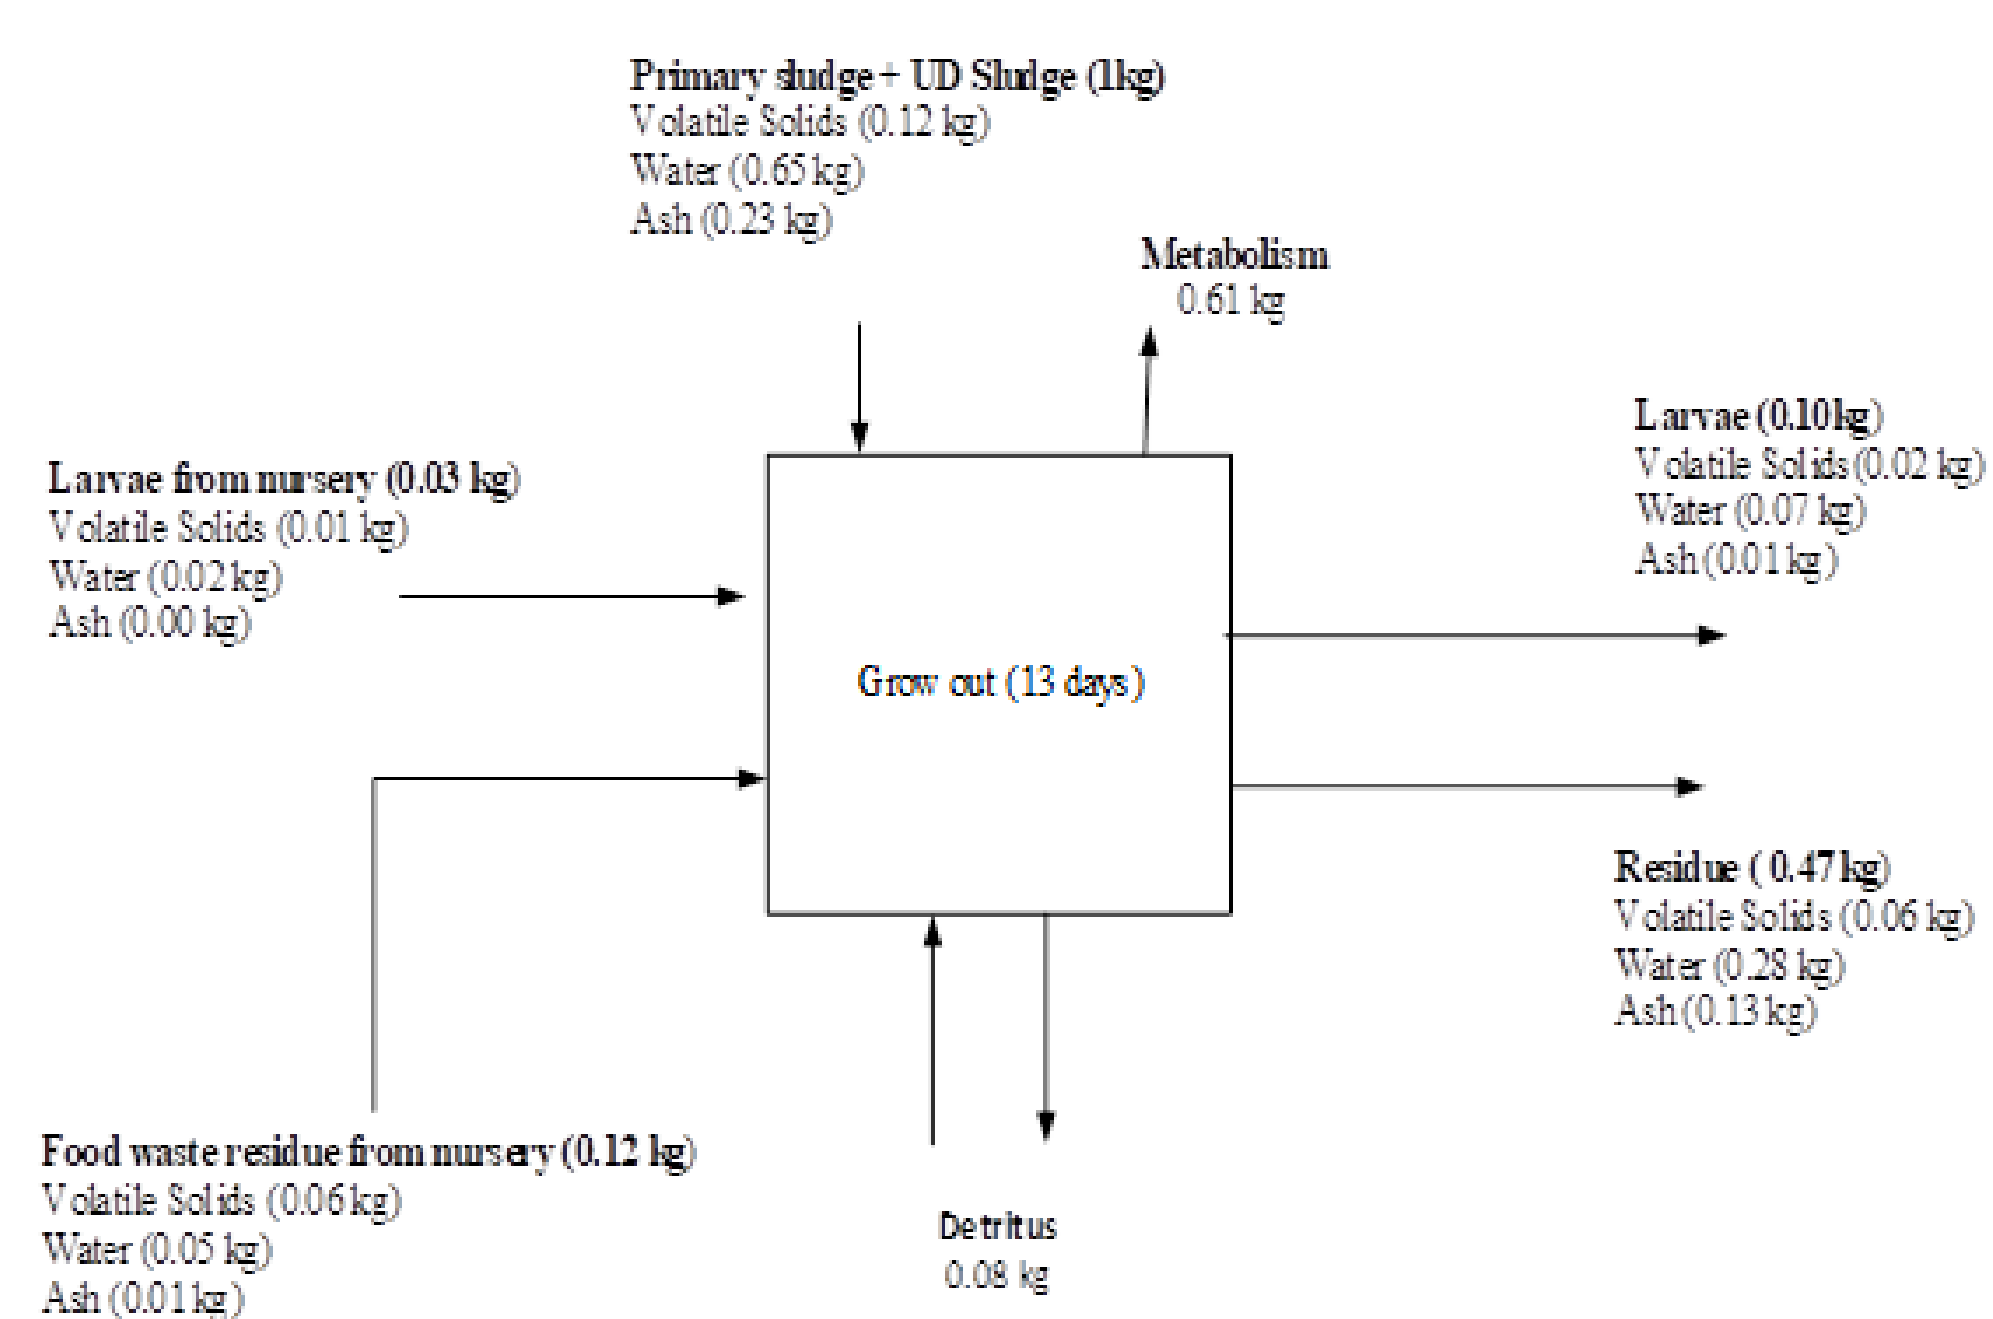 Primary sludge + UD Sludge (1kg)
Volatile Solids (0.12 kg)
Water (0.65 kg)
Ash (0.23 kg)
Metabolism
0.61 kg
Larvae (0.10kg)
Volatile Solids (0.02 kg)
Water (0.07 kg)
Ash (0.01 kg)
Larvae from nursery (0.03 kg)
Volatile Solids (0.01 kg)
Water (0.02 kg)
Ash (0.00 kg)
Grow out (13 days)
Residue ( 0.47 kg)
Volatile Solids (0.06 kg)
Water (0.28 kg)
Ash (0.13 kg)
Food waste residue from nursery (0.12 kg)
Volatile Solids (0.06 kg)
Water (0.05 kg)
Ash (0.01 kg)
Detritus
0.08 kg